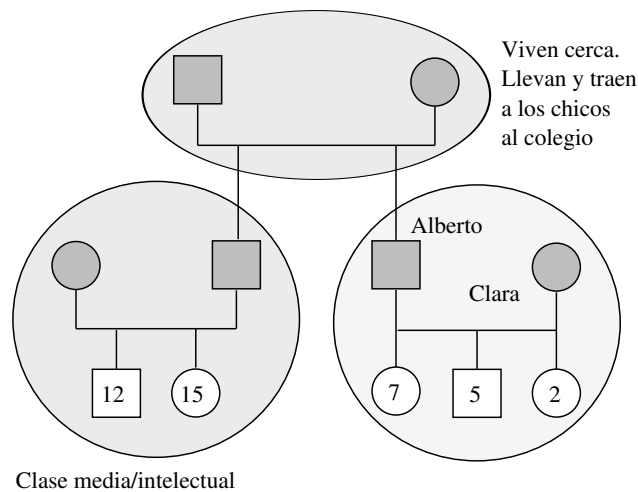 Viven cerca.
Llevan y traen
a los chicos
al colegio
Alberto
Clara
12
15
7
5
2
Clase media/intelectual